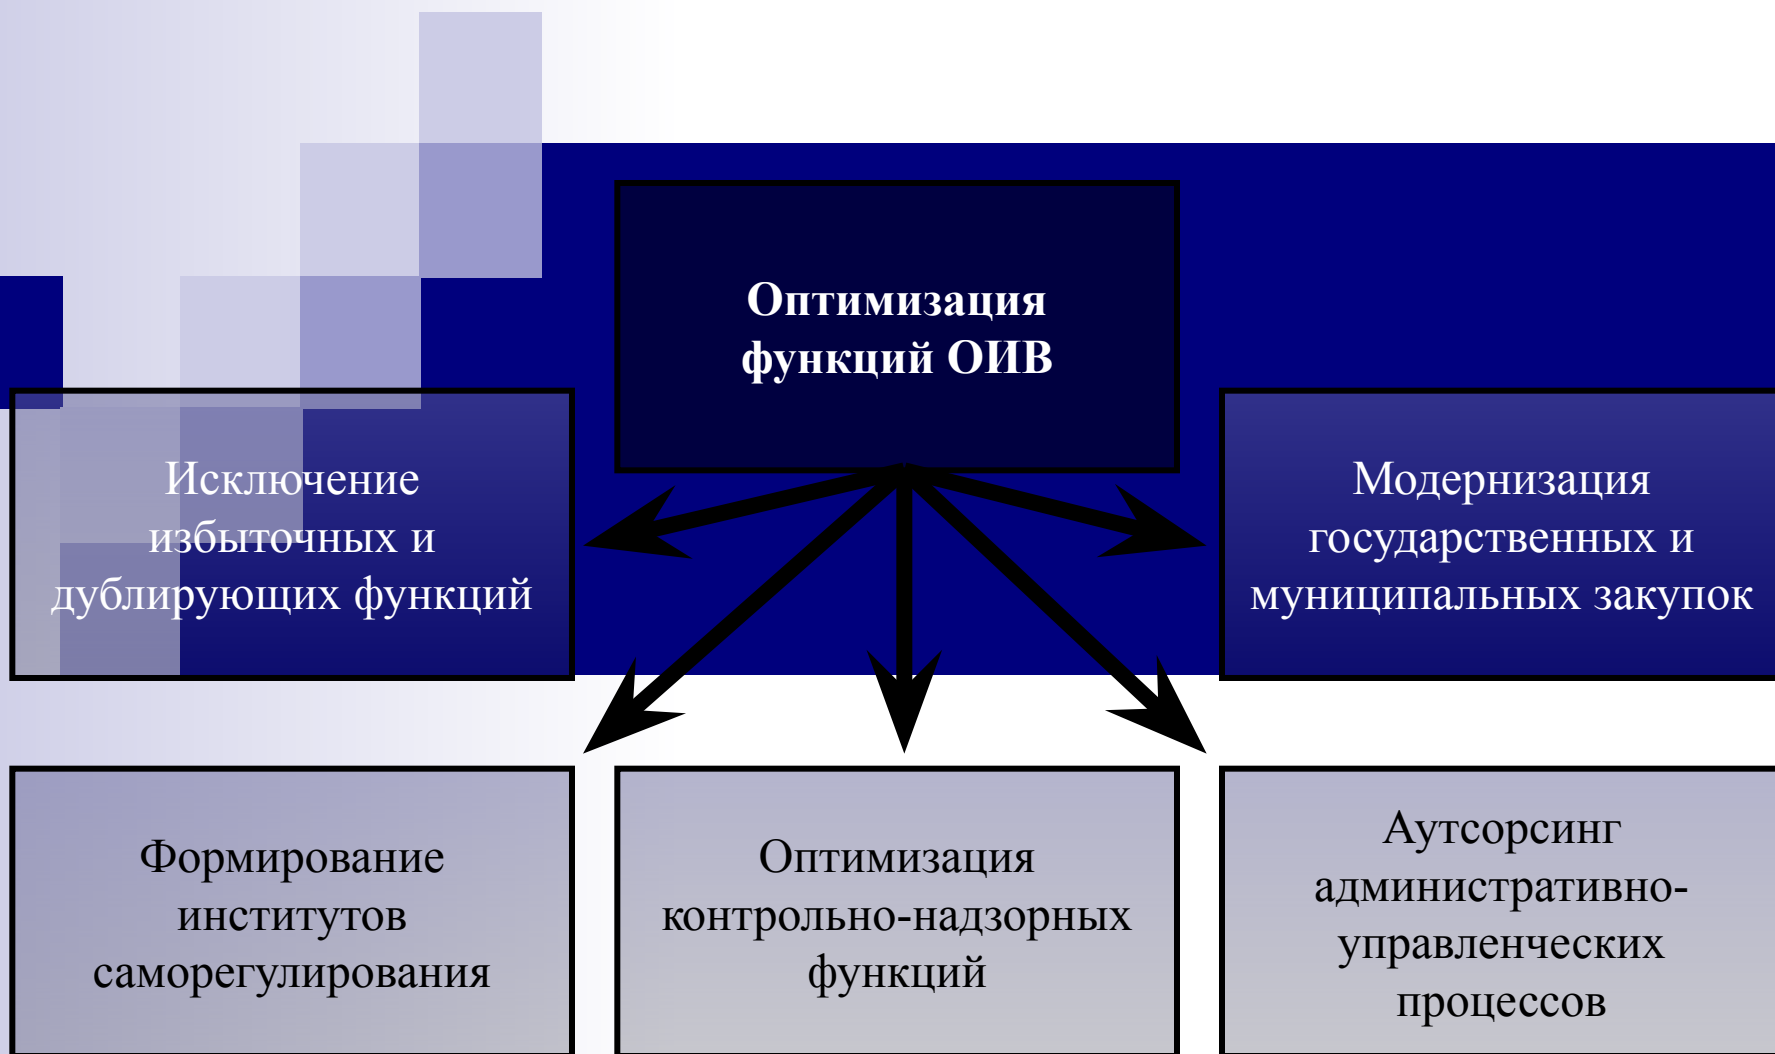 Оптимизация
функций ОИВ
Исключение
избыточных и
дублирующих функций
Модернизация
государственных и
муниципальных закупок
Формирование
институтов
саморегулирования
Оптимизация
контрольно-надзорных
функций
Аутсорсинг
административно-
управленческих
процессов